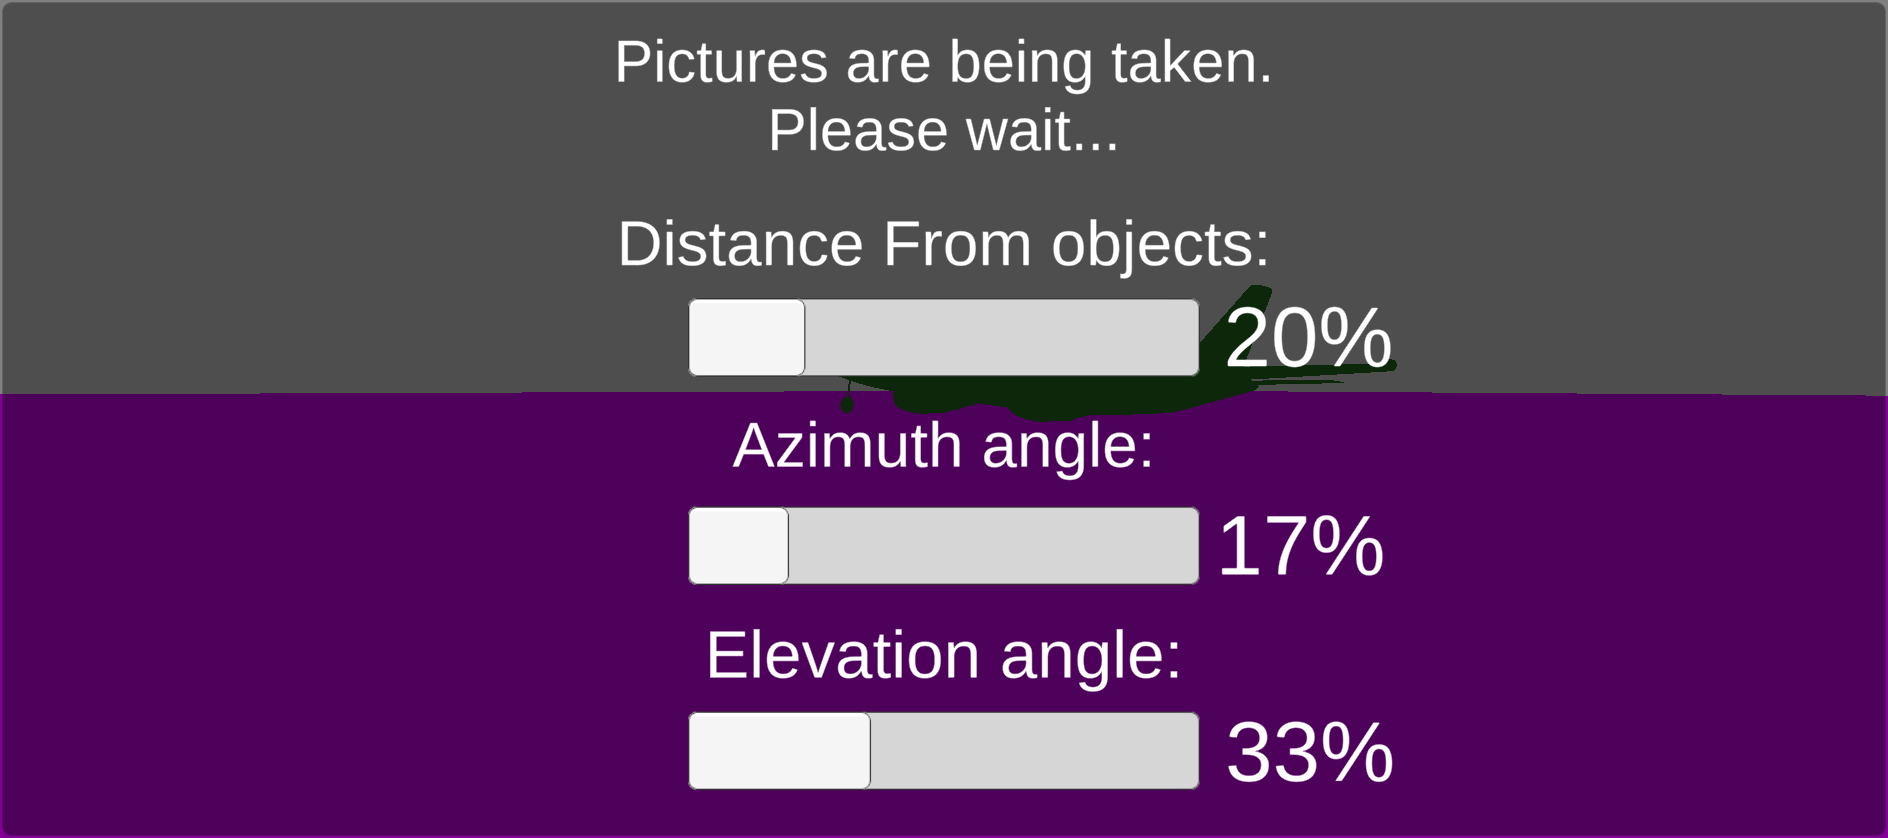 Pictures are being taken.
Please wait...
Distance From objects:
20%
Azimuth angle:
17%
Elevation angle:
33%